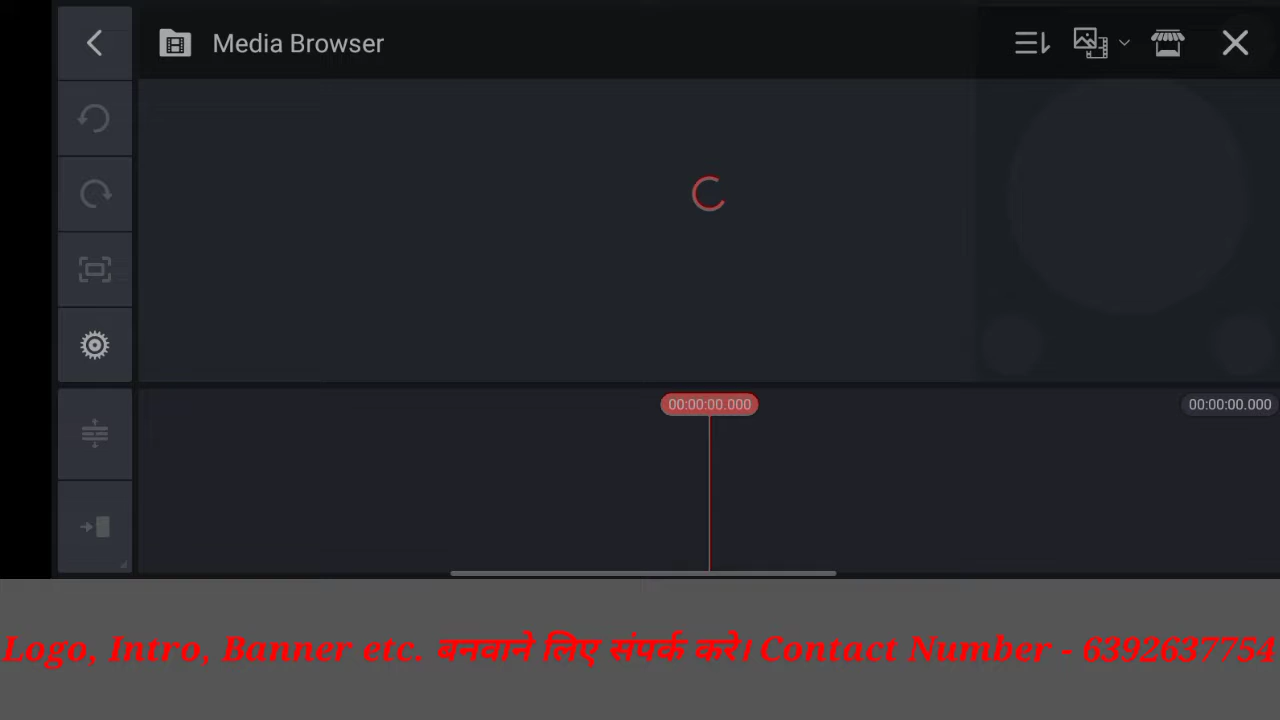 Media Browser
00:00:00.000
00:00:00.000
Logo, Intro, Banner etc. बनवाने लिए संपर्क करे। Contact Number - 6392637754